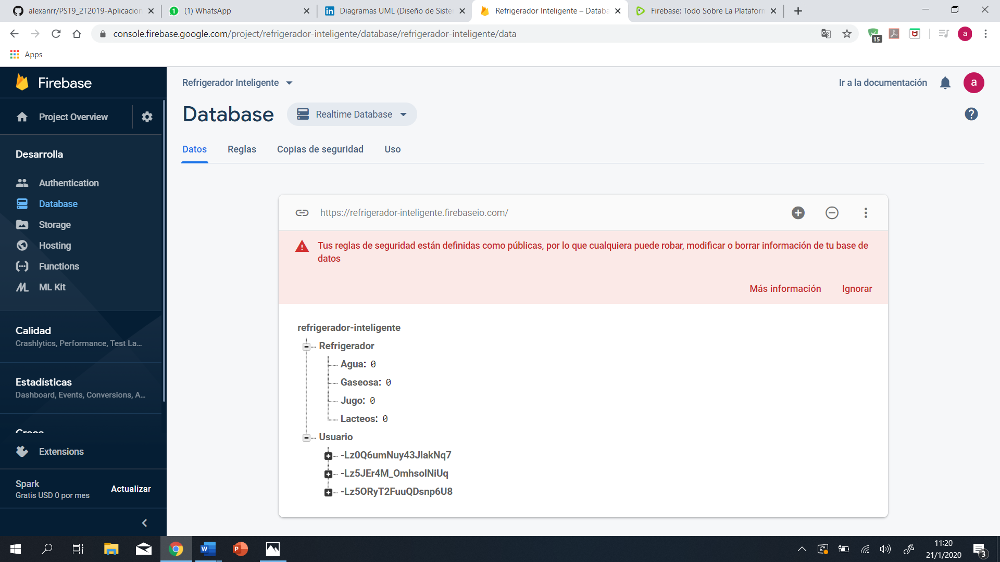 alexanrr/PST9_2T2019-Aplicacion
(1) WhatsApp
Diagramas UML (Diseño de Siste
Refrigerador Inteligente – Databa
Firebase: Todo Sobre La Plataform
console.firebase.google.com/project/refrigerador-inteligente/database/refrigerador-inteligente/data
15
a
Apps
Firebase
Refrigerador Inteligente
Ir a la documentación
a
Project Overview
Database
Realtime Database
Datos
Reglas
Copias de seguridad
Uso
Desarrolla
Authentication
Database
Storage
Hosting
Functions
ML Kit
Calidad
Crashlytics, Performance, Test La...
Estadísticas
Dashboard, Events, Conversions, A...
Extensions
Spark
Gratis USD 0 por mes
Actualizar
https://refrigerador-inteligente.firebaseio.com/
Tus reglas de seguridad están definidas como públicas, por lo que cualquiera puede robar, modificar o borrar información de tu base de
datos
Más información
Ignorar
refrigerador-inteligente
Refrigerador
Agua: 0
Gaseosa: 0
Jugo: 0
Lacteos: 0
Usuario
-Lz0Q6umNuy43JlakNq7
-Lz5JEr4M_OmhsolNiUq
-Lz5ORyT2FuuQDsnp6U8
11:20
21/1/2020
3